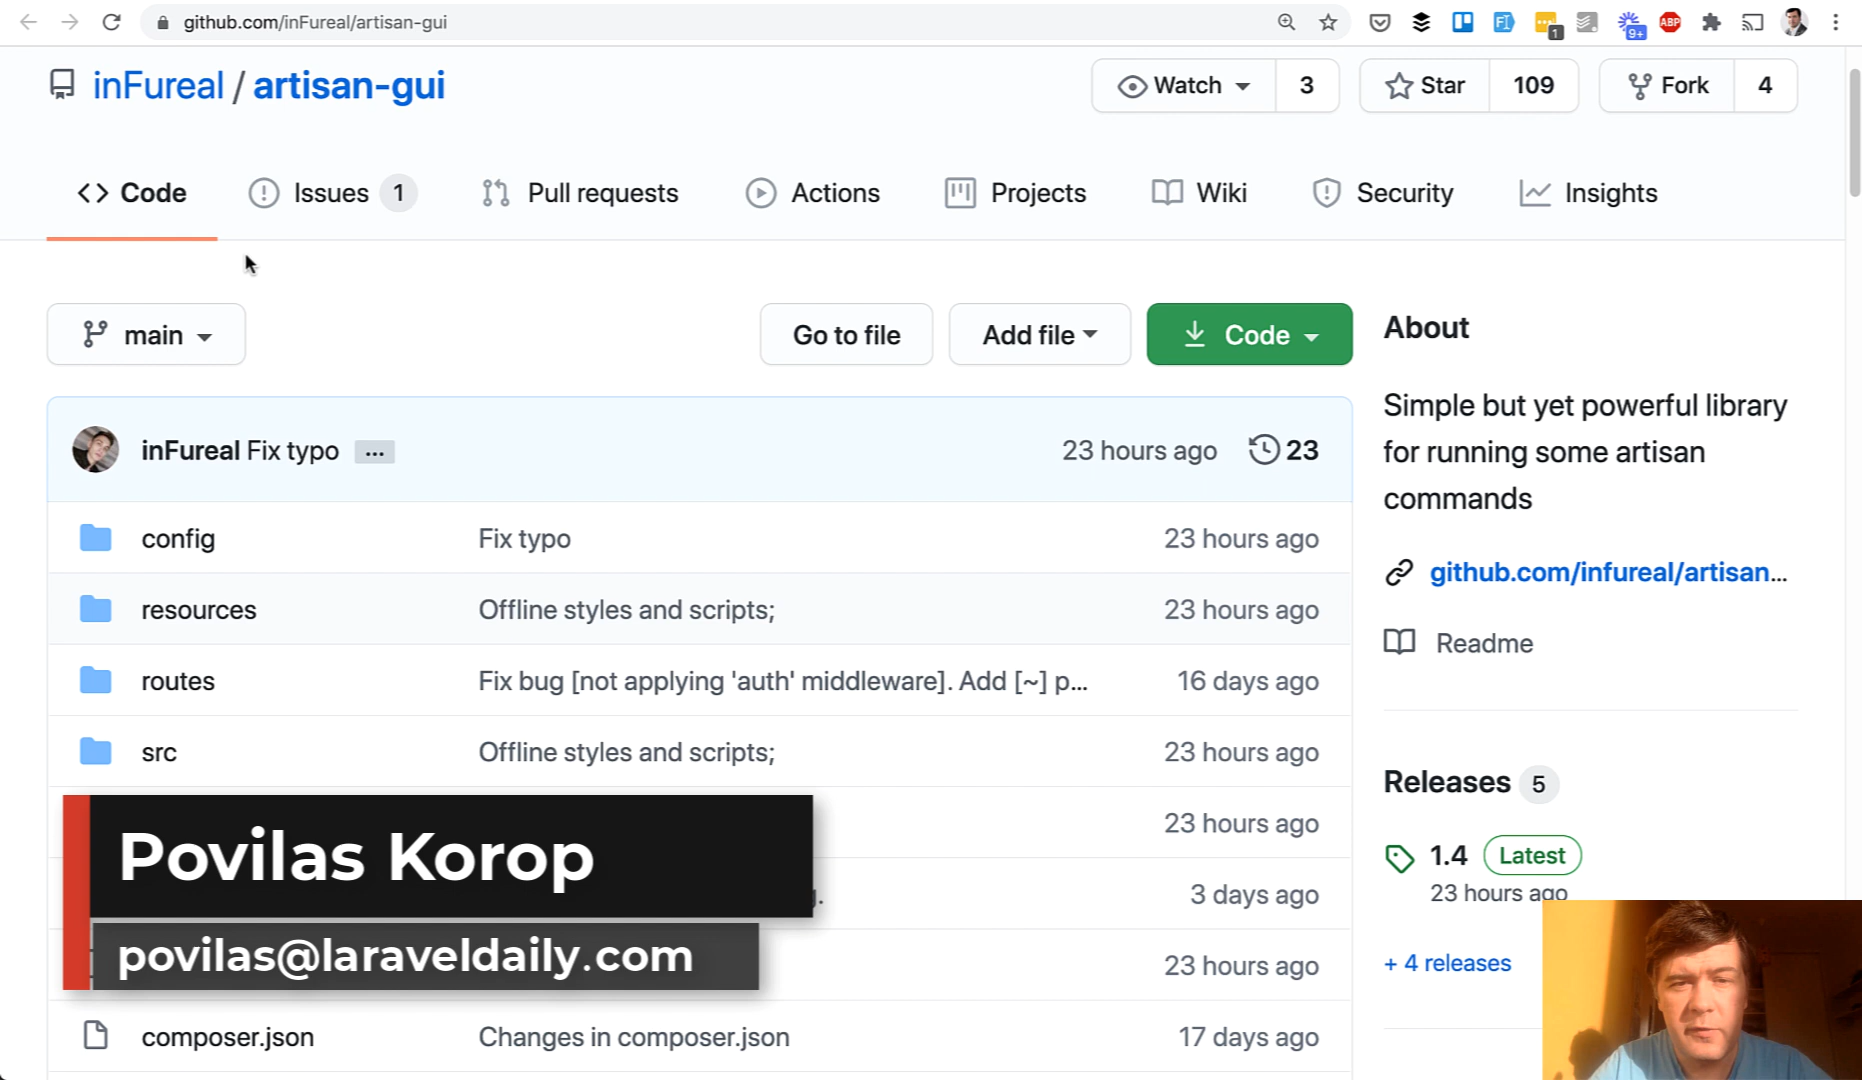 github.com/inFureal/artisan-gui
1
9+
ABP
inFureal / artisan-gui
Watch 3
Star 109
Fork 4
Code
Issues 1
Pull requests
Actions
Projects
Wiki
Security
Insights
main
Go to file
Add file
Code
inFureal Fix typo ...
23 hours ago
23
config Fix typo 23 hours ago
resources Offline styles and scripts; 23 hours ago
routes Fix bug [not applying 'auth' middleware]. Add [~] p... 16 days ago
src Offline styles and scripts; 23 hours ago
23 hours ago
3 days ago
23 hours ago
composer.json Changes in composer.json 17 days ago
Povilas Korop
povilas@laraveldaily.com
About
Simple but yet powerful library
for running some artisan
commands
github.com/infureal/artisan...
Readme
Releases 5
1.4 Latest
23 hours ago
+ 4 releases